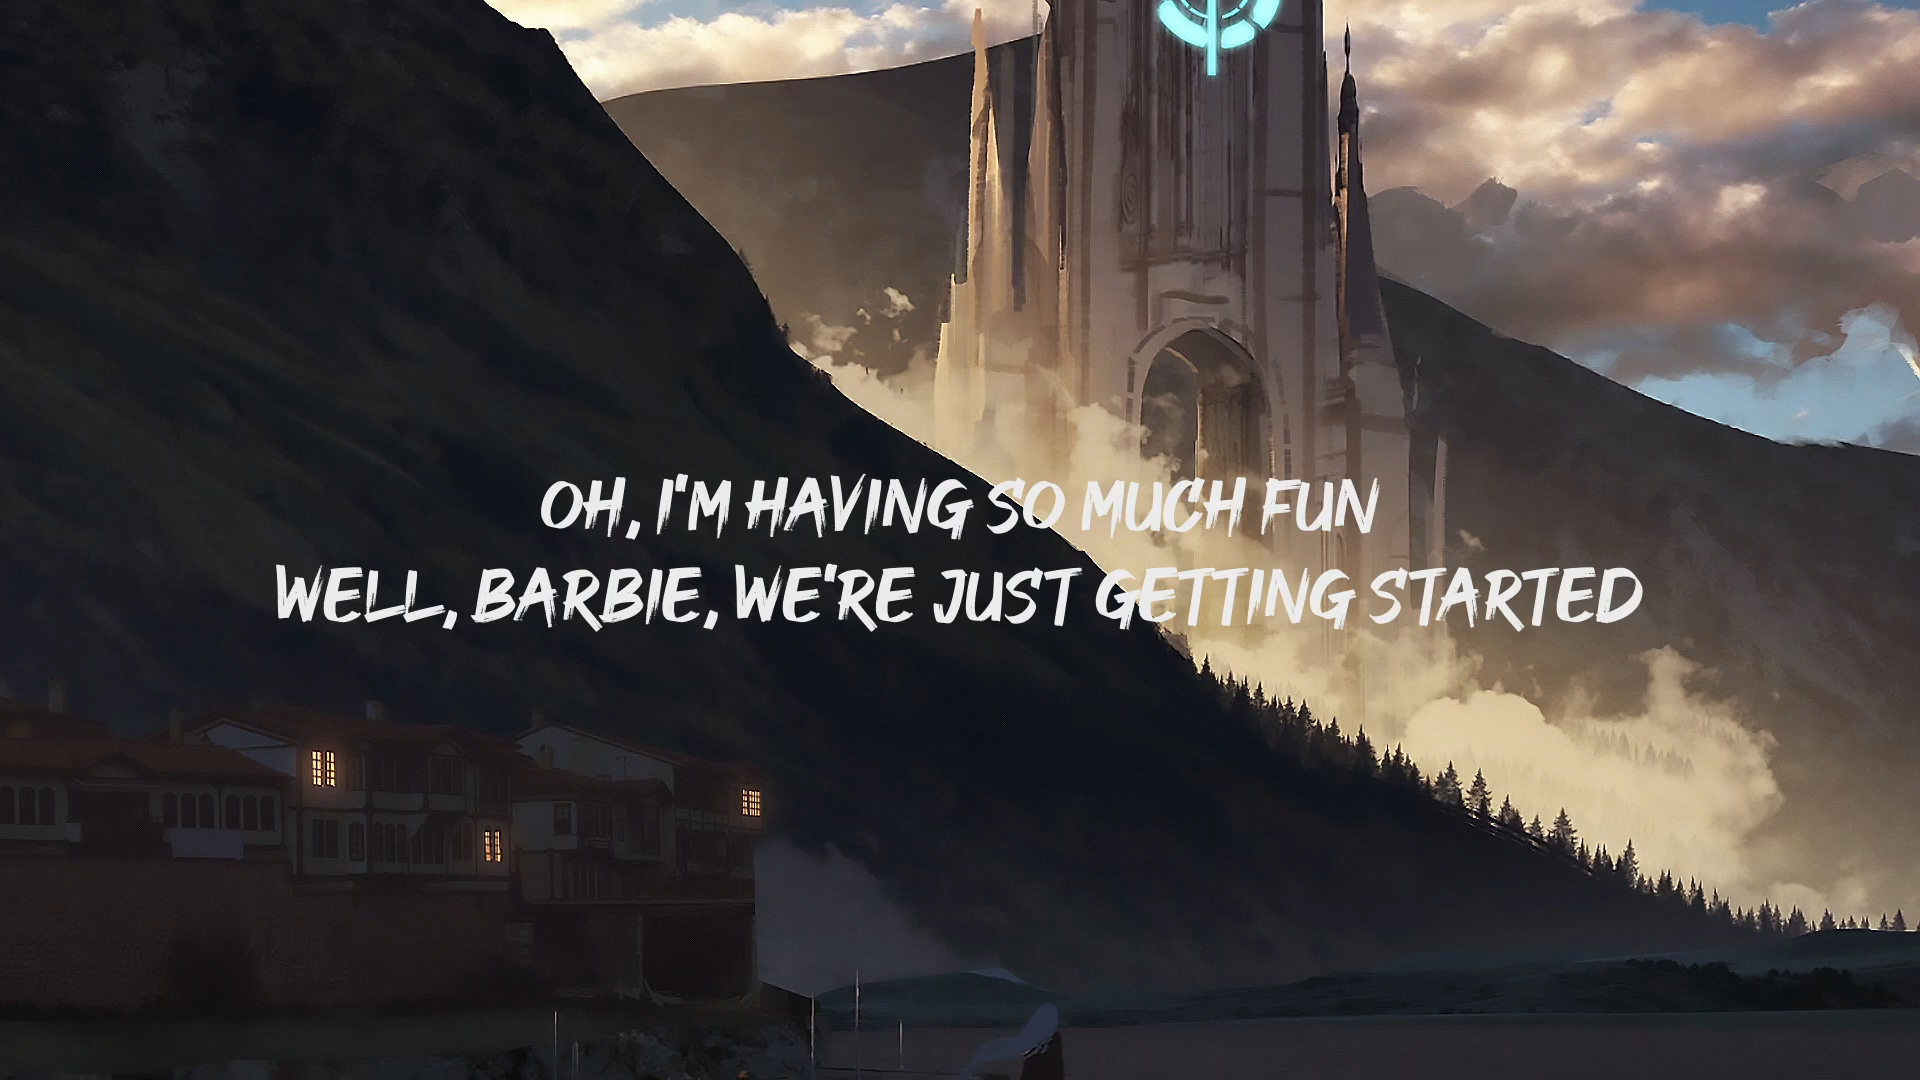 OH, I'M HAVING SO MUCH FUN
WELL, BARBIE, WE'RE JUST GETTING STARTED